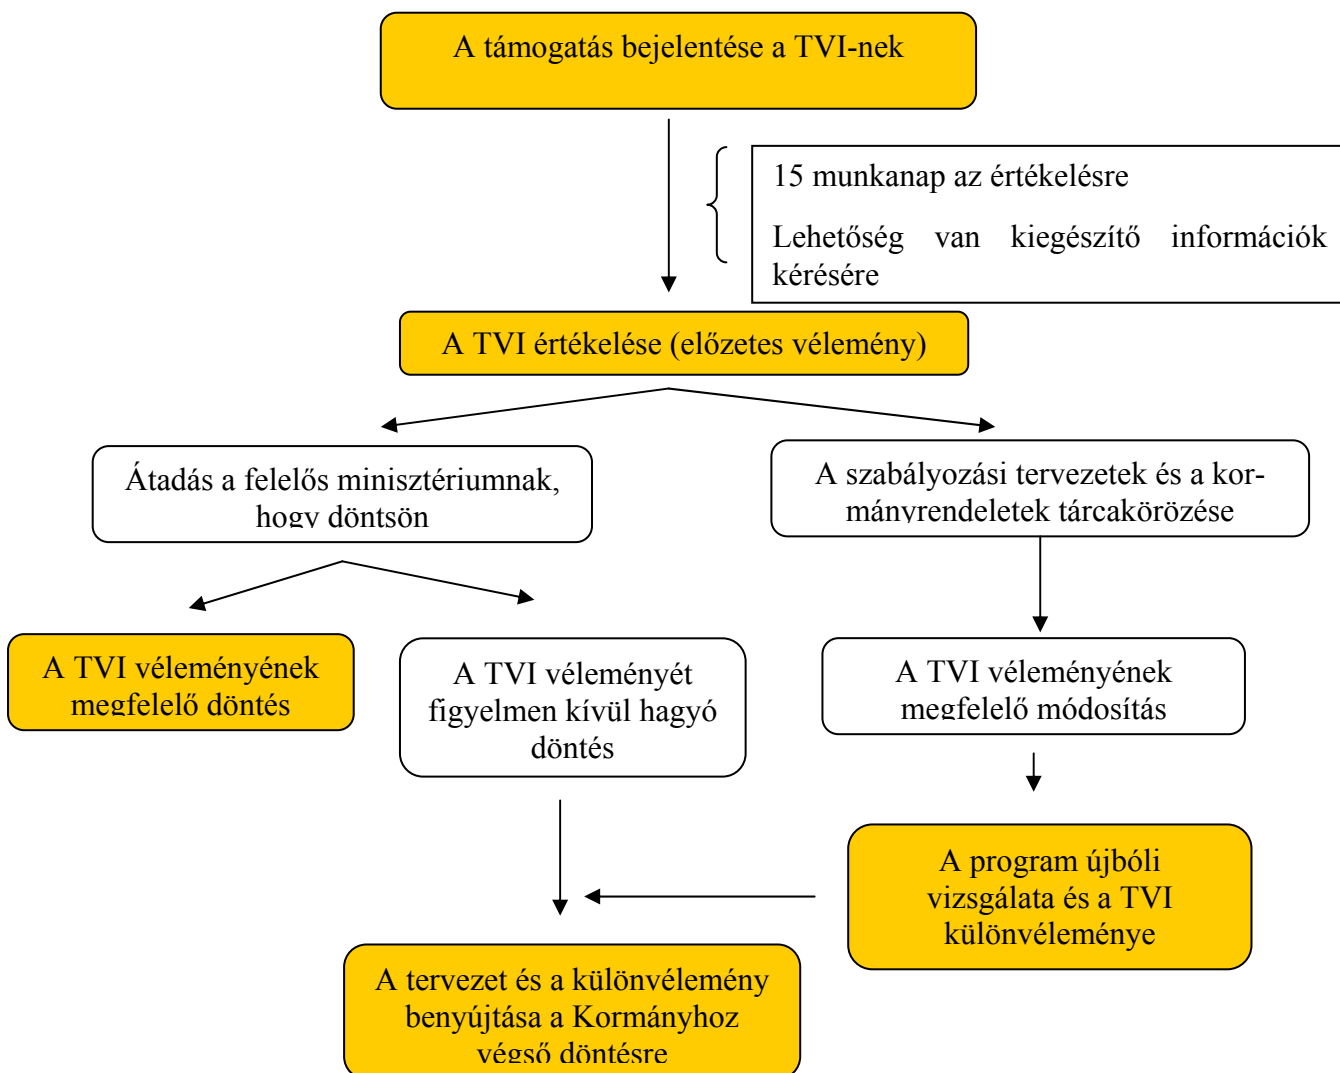 A támogatás bejelentése a TVI-nek
15 munkanap az értékelésre
Lehetőség van kiegészítő információk
kérésére
A TVI értékelése (előzetes vélemény)
Átadás a felelős minisztériumnak,
hogy döntsön
A szabályozási tervezetek és a kor-
mányrendeletek tárcakörözése
A TVI véleményének
megfelelő döntés
A TVI véleményét
figyelmen kívül hagyó
döntés
A TVI véleményének
megfelelő módosítás
A program újbóli
vizsgálata és a TVI
különvéleménye
A tervezet és a különvélemény
benyújtása a Kormányhoz
végső döntésre